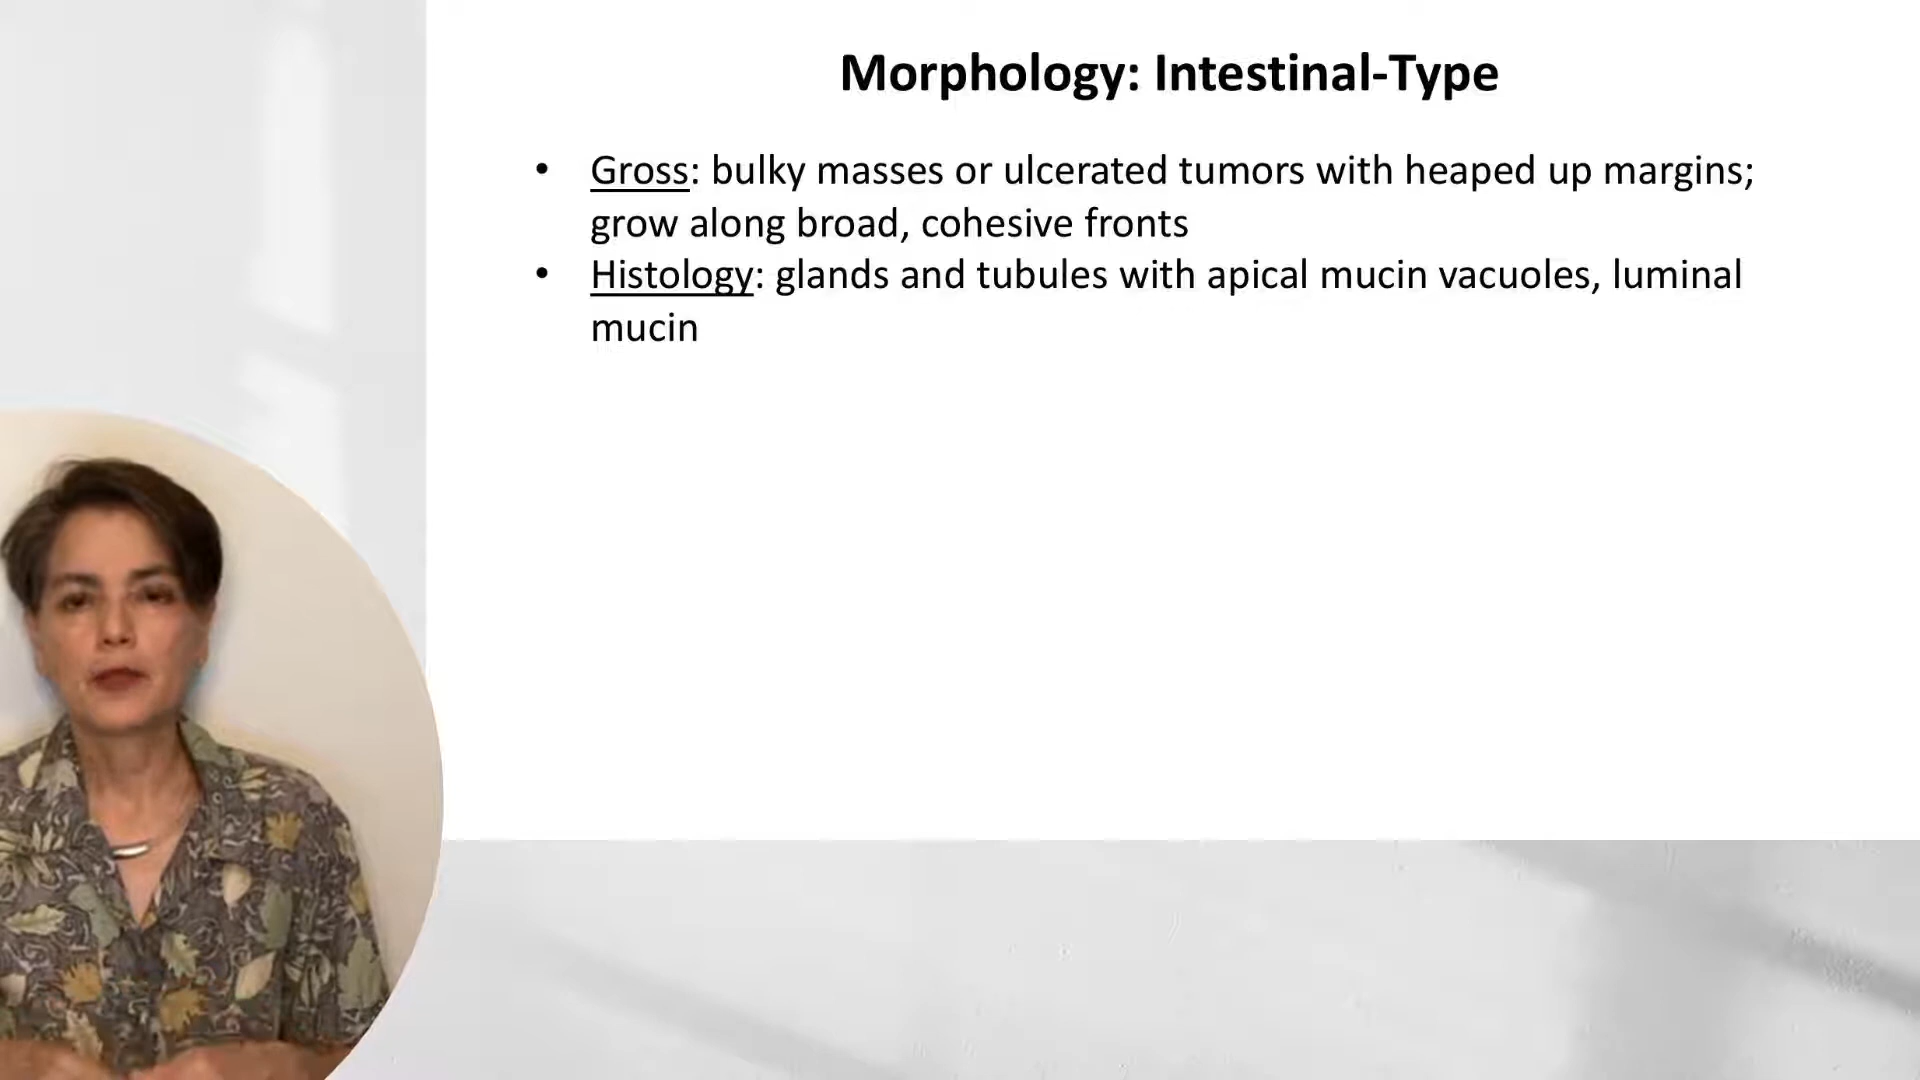 Morphology: Intestinal-Type
• Gross: bulky masses or ulcerated tumors with heaped up margins;
grow along broad, cohesive fronts
• Histology: glands and tubules with apical mucin vacuoles, luminal
mucin